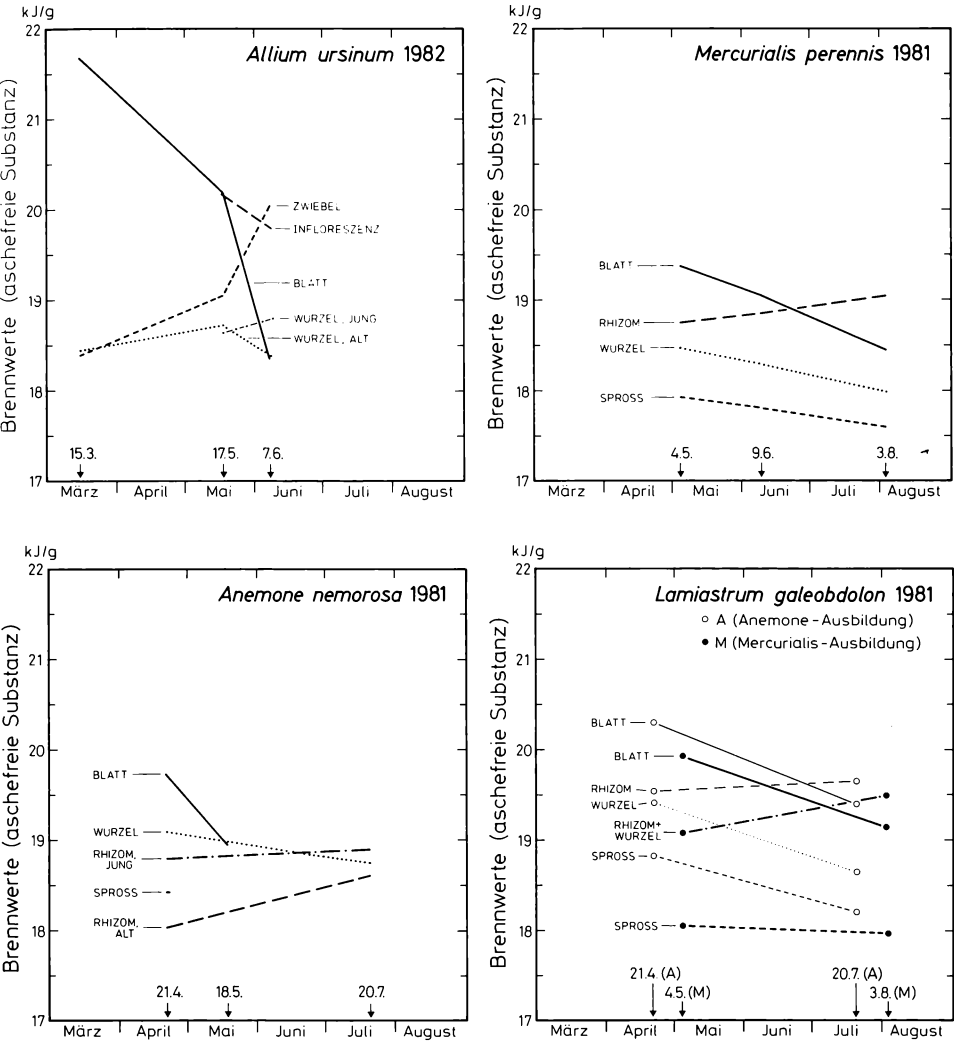 kJ/g
22
21
20
19
18
17
Brennwerte (aschefreie Substanz)
Allium ursinum 1982
ZWIEBEL
INFLORESZENZ
BLATT
WURZEL, JUNG
WURZEL, ALT
15.3. 17.5. 7.6.
März April Mai Juni Juli August
kJ/g
22
21
20
19
18
17
Brennwerte (aschefreie Substanz)
Mercurialis perennis 1981
BLATT
RHIZOM
WURZEL
SPROSS
4.5. 9.6. 3.8.
März April Mai Juni Juli August
kJ/g
22
21
20
19
18
17
Brennwerte (aschefreie Substanz)
Anemone nemorosa 1981
BLATT
WURZEL
RHIZOM,
JUNG
SPROSS
RHIZOM,
ALT
21.4. 18.5. 20.7.
März April Mai Juni Juli August
kJ/g
22
21
20
19
18
17
Brennwerte (aschefreie Substanz)
Lamiastrum galeobdolon 1981
A (Anemone-Ausbildung)
M (Mercurialis-Ausbildung)
BLATT
BLATT
RHIZOM
WURZEL
RHIZOM+
WURZEL
SPROSS
SPROSS
21.4. (A) 20.7. (A)
4.5. (M) 3.8. (M)
März April Mai Juni Juli August